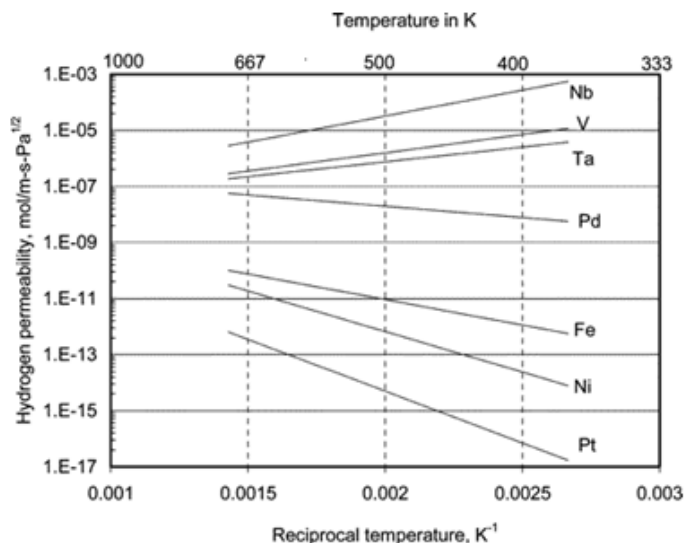 Temperature in K
1000 667 500 400 333
1.E-03
1.E-05
1.E-07
1.E-09
1.E-11
1.E-13
1.E-15
1.E-17
Hydrogen permeability, mol/m-s-Pa1/2
Nb
V
Ta
Pd
Fe
Ni
Pt
0.001 0.0015 0.002 0.0025 0.003
Reciprocal temperature, K-1